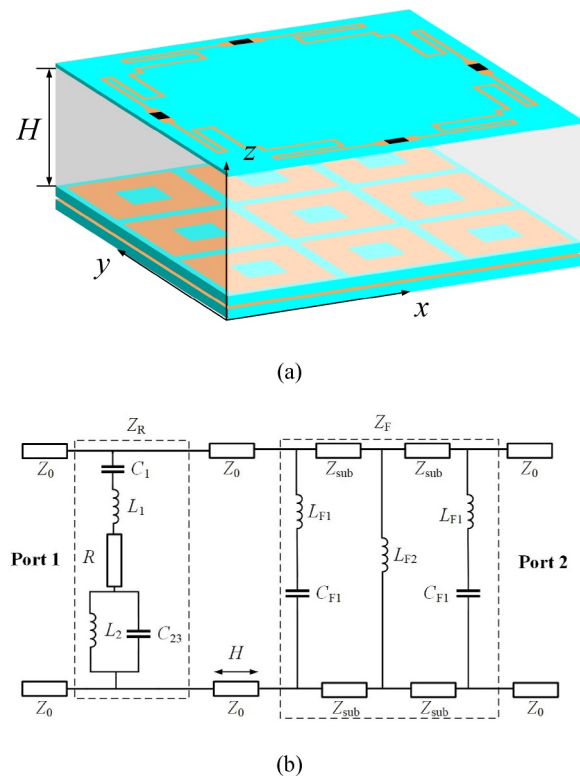 H
z
y
x
(a)
Z_R Z_F
Z_0 Z_0 Z_sub Z_sub Z_0
C_1
L_1 L_F1 L_F1
Port 1 R L_F2 Port 2
C_F1 C_F1
L_2 C_23
H
Z_0 Z_0 Z_sub Z_sub Z_0
(b)